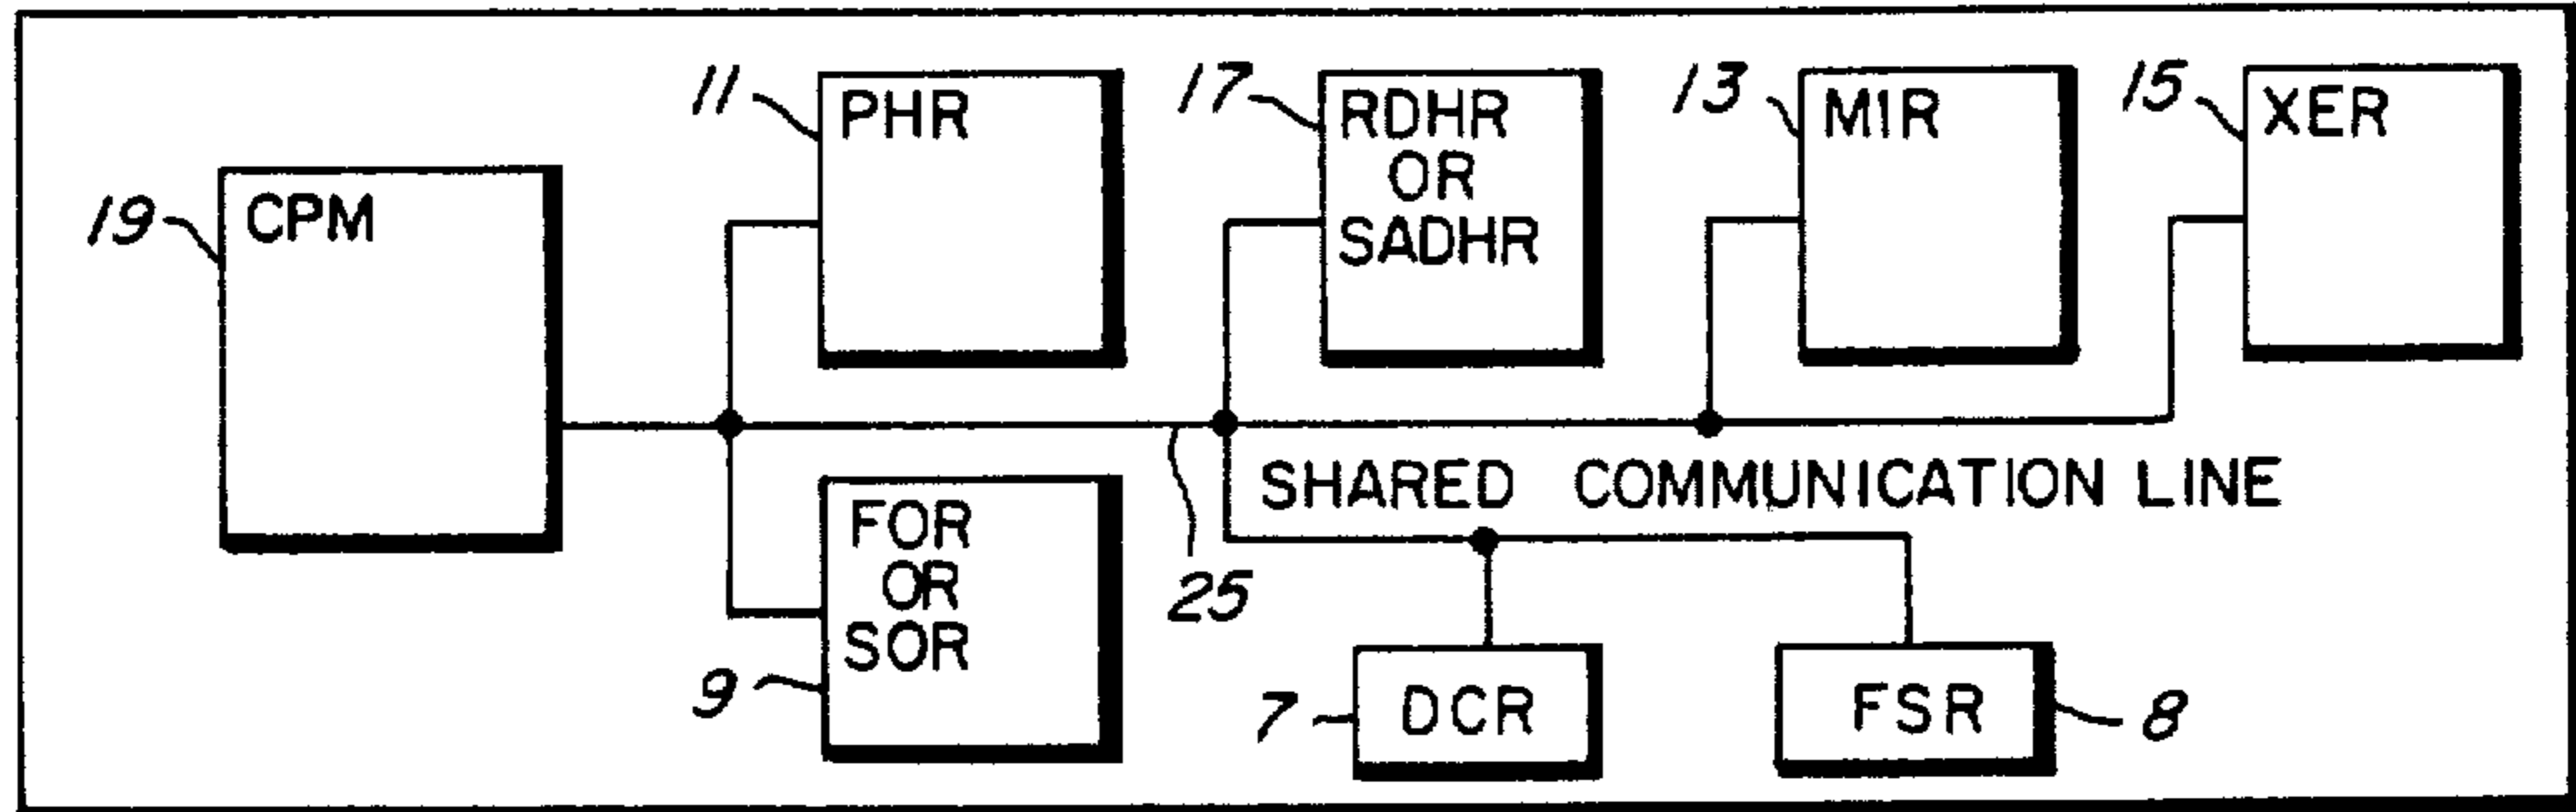 11
PHR
17
RDHR
OR
SADHR
13
MIR
15
XER
19
CPM
SHARED COMMUNICATION LINE
25
FOR
OR
SOR
9
7
DCR
FSR
8